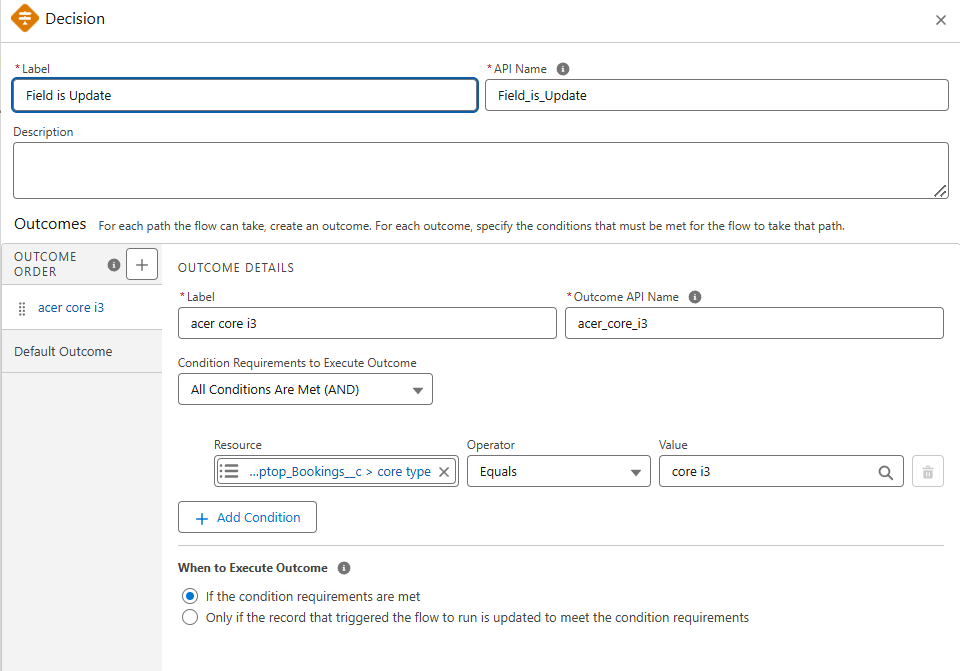 Decision
* Label
* API Name
Field is Update
Field_is_Update
Description
Outcomes For each path the flow can take, create an outcome. For each outcome, specify the conditions that must be met for the flow to take that path.
OUTCOME ORDER
acer core i3
Default Outcome
OUTCOME DETAILS
* Label
* Outcome API Name
acer core i3
acer_core_i3
Condition Requirements to Execute Outcome
All Conditions Are Met (AND)
Resource
Operator
Value
...ptop_Bookings__c > core type
Equals
core i3
+ Add Condition
When to Execute Outcome
If the condition requirements are met
Only if the record that triggered the flow to run is updated to meet the condition requirements